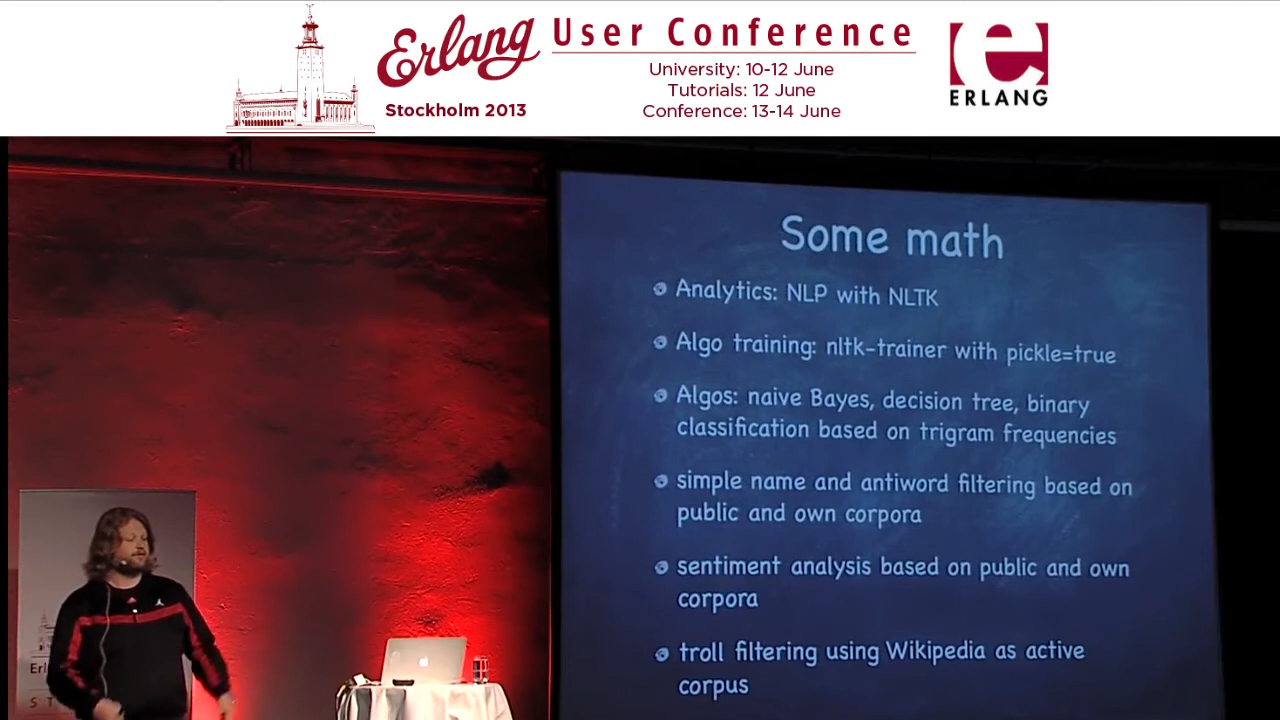 Erlang User Conference
Stockholm 2013
University: 10-12 June
Tutorials: 12 June
Conference: 13-14 June
ERLANG
Some math
Analytics: NLP with NLTK
Algo training: nltk-trainer with pickle=true
Algos: naive Bayes, decision tree, binary
classification based on trigram frequencies
simple name and antiword filtering based on
public and own corpora
sentiment analysis based on public and own
corpora
troll filtering using Wikipedia as active
corpus